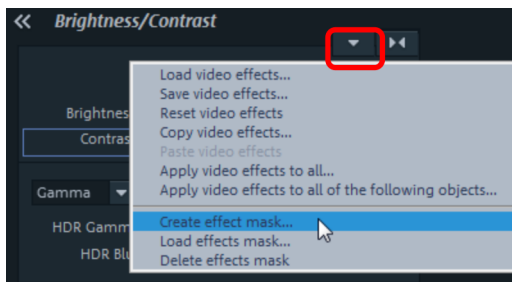 Brightness/Contrast
Load video effects...
Save video effects...
Reset video effects
Copy video effects...
Paste video effects
Apply video effects to all...
Apply video effects to all of the following objects...
Create effect mask...
Load effects mask...
Delete effects mask
Brightnes
Contras
Gamma
HDR Gamm
HDR Blu